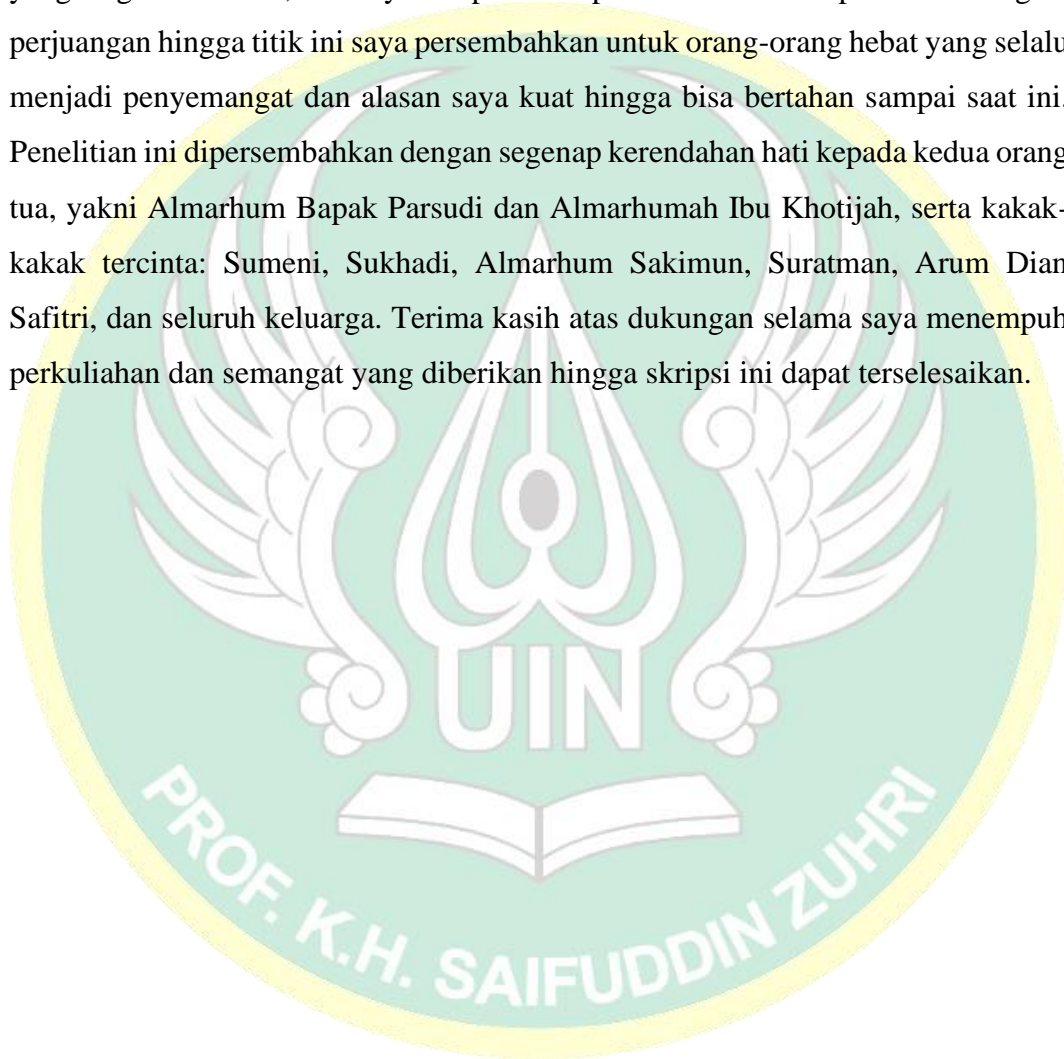 perjuangan hingga titik ini saya persembahkan untuk orang-orang hebat yang selalu
menjadi penyemangat dan alasan saya kuat hingga bisa bertahan sampai saat ini.
Penelitian ini dipersembahkan dengan segenap kerendahan hati kepada kedua orang
tua, yakni Almarhum Bapak Parsudi dan Almarhumah Ibu Khotijah, serta kakak-
kakak tercinta: Sumeni, Sukhadi, Almarhum Sakimun, Suratman, Arum Dian
Safitri, dan seluruh keluarga. Terima kasih atas dukungan selama saya menempuh
perkuliahan dan semangat yang diberikan hingga skripsi ini dapat terselesaikan.
UIN
PROF. K.H. SAIFUDDIN ZUHRI